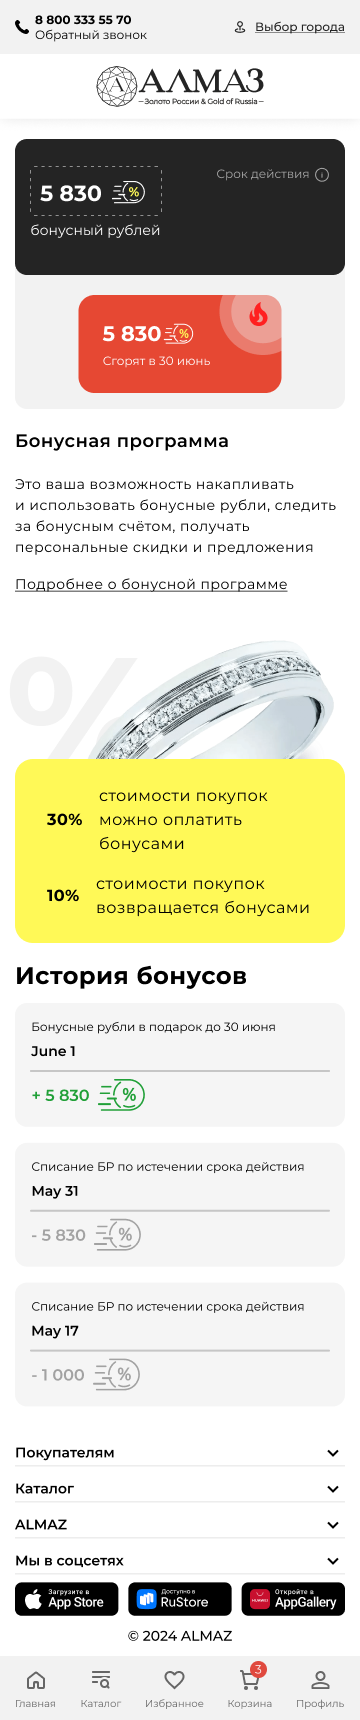 8 800 333 55 70
Обратный звонок
Выбор города
АЛМАЗ
Золото России & Gold of Russia
5 830 %
Срок действия
бонусный рублей
5 830 %
Сгорят в 30 июнь
Бонусная программа
Это ваша возможность накапливать
и использовать бонусные рубли, следить
за бонусным счётом, получать
персональные скидки и предложения
Подробнее о бонусной программе
%
30%
стоимости покупок
можно оплатить
бонусами
10%
стоимости покупок
возвращается бонусами
История бонусов
Бонусные рубли в подарок до 30 июня
June 1
+ 5 830 %
Списание БР по истечении срока действия
May 31
- 5 830 %
Списание БР по истечении срока действия
May 17
- 1 000 %
Покупателям
Каталог
ALMAZ
Мы в соцсетях
Загрузите в
App Store
Доступно в
RuStore
HUAWEI
Откройте в
AppGallery
© 2024 ALMAZ
3
Главная
Каталог
Избранное
Корзина
Профиль